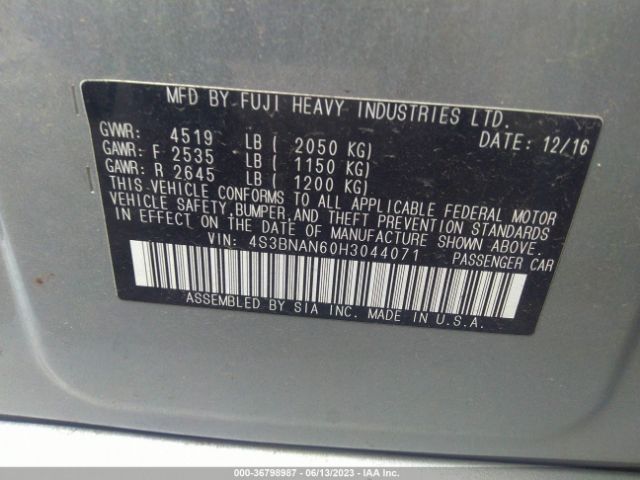 MFD BY FUJI HEAVY INDUSTRIES LTD.
GVWR: 4519 LB ( 2050 KG) DATE: 12/16
GAWR: F 2535 LB ( 1150 KG)
GAWR: R 2645 LB ( 1200 KG)
THIS VEHICLE CONFORMS TO ALL APPLICABLE FEDERAL MOTOR
VEHICLE SAFETY,BUMPER,AND THEFT PREVENTION STANDARDS
IN EFFECT ON THE DATE OF MANUFACTURE SHOWN ABOVE.
VIN: 4S3BNAN60H3044071 PASSENGER CAR
ASSEMBLED BY SIA INC. MADE IN U.S.A.
000-36798987 - 06/13/2023 - IAA Inc.